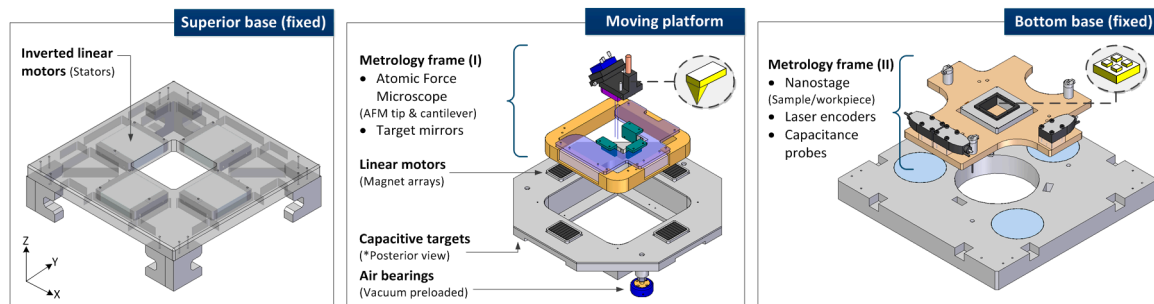 Superior base (fixed)
Inverted linear
motors (Stators)
Z
Y
X
Moving platform
Metrology frame (I)
• Atomic Force
Microscope
(AFM tip & cantilever)
• Target mirrors
Linear motors
(Magnet arrays)
Capacitive targets
(*Posterior view)
Air bearings
(Vacuum preloaded)
Bottom base (fixed)
Metrology frame (II)
• Nanostage
(Sample/workpiece)
• Laser encoders
• Capacitance
probes